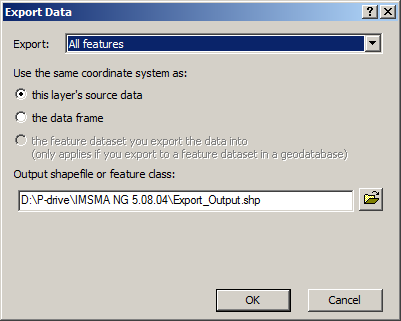 Export Data
Export: All features
Use the same coordinate system as:
this layer's source data
the data frame
the feature dataset you export the data into
(only applies if you export to a feature dataset in a geodatabase)
Output shapefile or feature class:
D:\P-drive\IMSMA NG 5.08.04\Export_Output.shp
OK Cancel